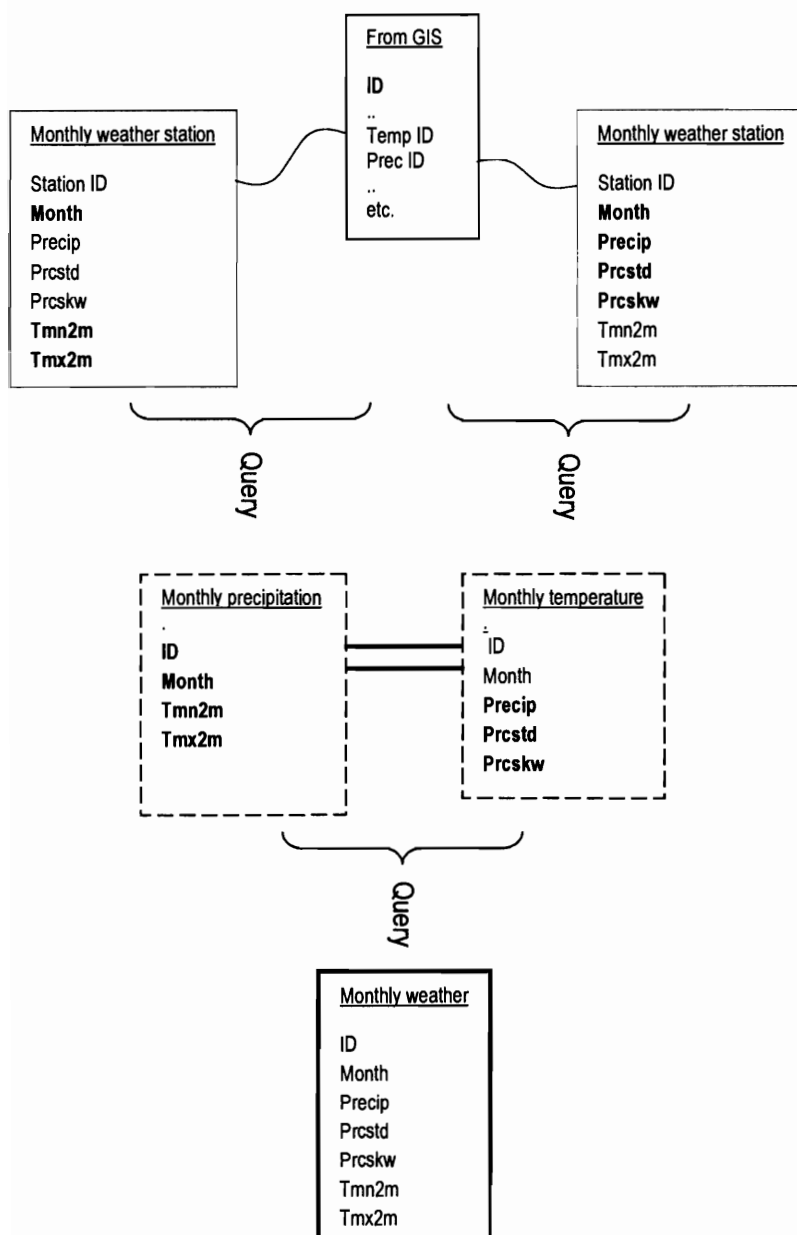 From GIS
ID
..
Temp ID
Prec ID
..
etc.
Monthly weather station
Station ID
Month
Precip
Prcstd
Prcskw
Tmn2m
Tmx2m
Monthly weather station
Station ID
Month
Precip
Prcstd
Prcskw
Tmn2m
Tmx2m
Query
Query
Monthly precipitation
.
ID
Month
Tmn2m
Tmx2m
Monthly temperature
.
ID
Month
Precip
Prcstd
Prcskw
Query
Monthly weather
ID
Month
Precip
Prcstd
Prcskw
Tmn2m
Tmx2m